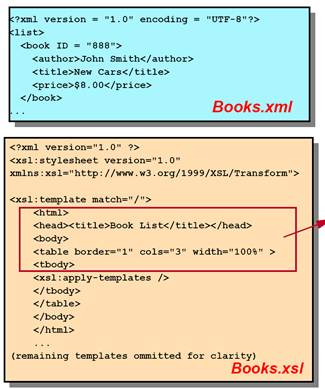 <?xml version = "1.0" encoding = "UTF-8"?>
<list>
<book ID = "888">
<author>John Smith</author>
<title>New Cars</title>
<price>$8.00</price>
</book>
...
Books.xml
<?xml version="1.0" ?>
<xsl:stylesheet version="1.0"
xmlns:xsl="http://www.w3.org/1999/XSL/Transform">
<xsl:template match="/">
<html>
<head><title>Book List</title></head>
<body>
<table border="1" cols="3" width="100%" >
<tbody>
<xsl:apply-templates />
</tbody>
</table>
</body>
</html>
...
(remaining templates ommitted for clarity)
Books.xsl